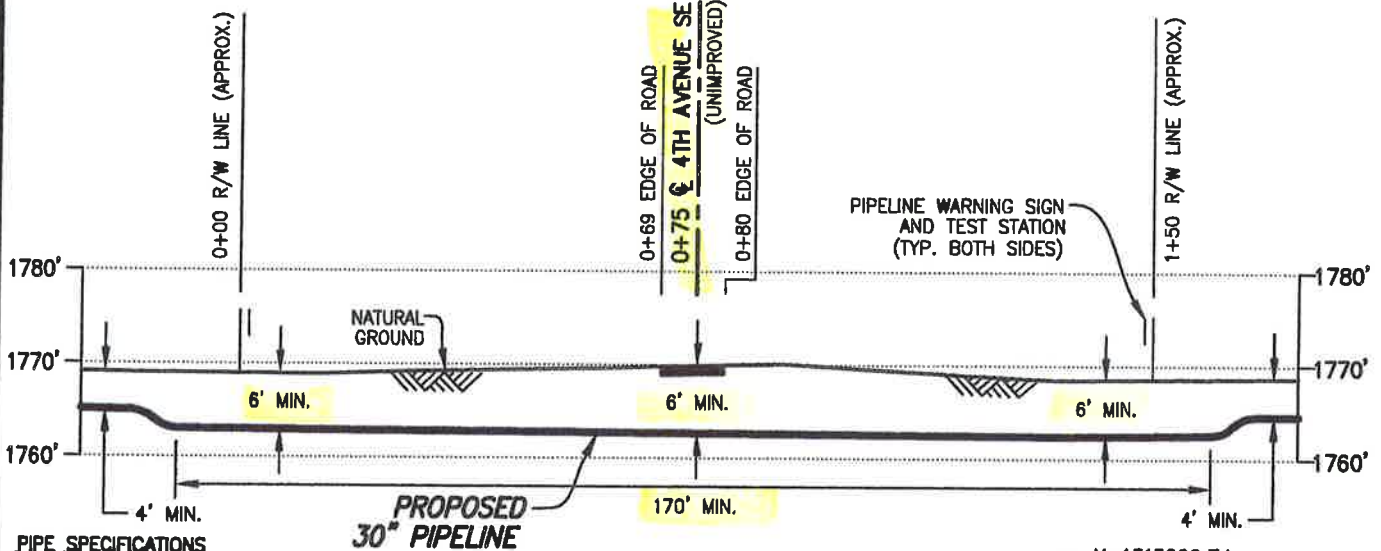 0+00 R/W LINE (APPROX.)
0+69 EDGE OF ROAD
0+75 ℄ 4TH AVENUE SE
(UNIMPROVED)
0+80 EDGE OF ROAD
1+50 R/W LINE (APPROX.)
PIPELINE WARNING SIGN
AND TEST STATION
(TYP. BOTH SIDES)
1780'
1780'
NATURAL
GROUND
1770'
1770'
6' MIN.
6' MIN.
6' MIN.
1760'
1760'
4' MIN.
PROPOSED
30" PIPELINE
170' MIN.
4' MIN.
PIPE SPECIFICATIONS